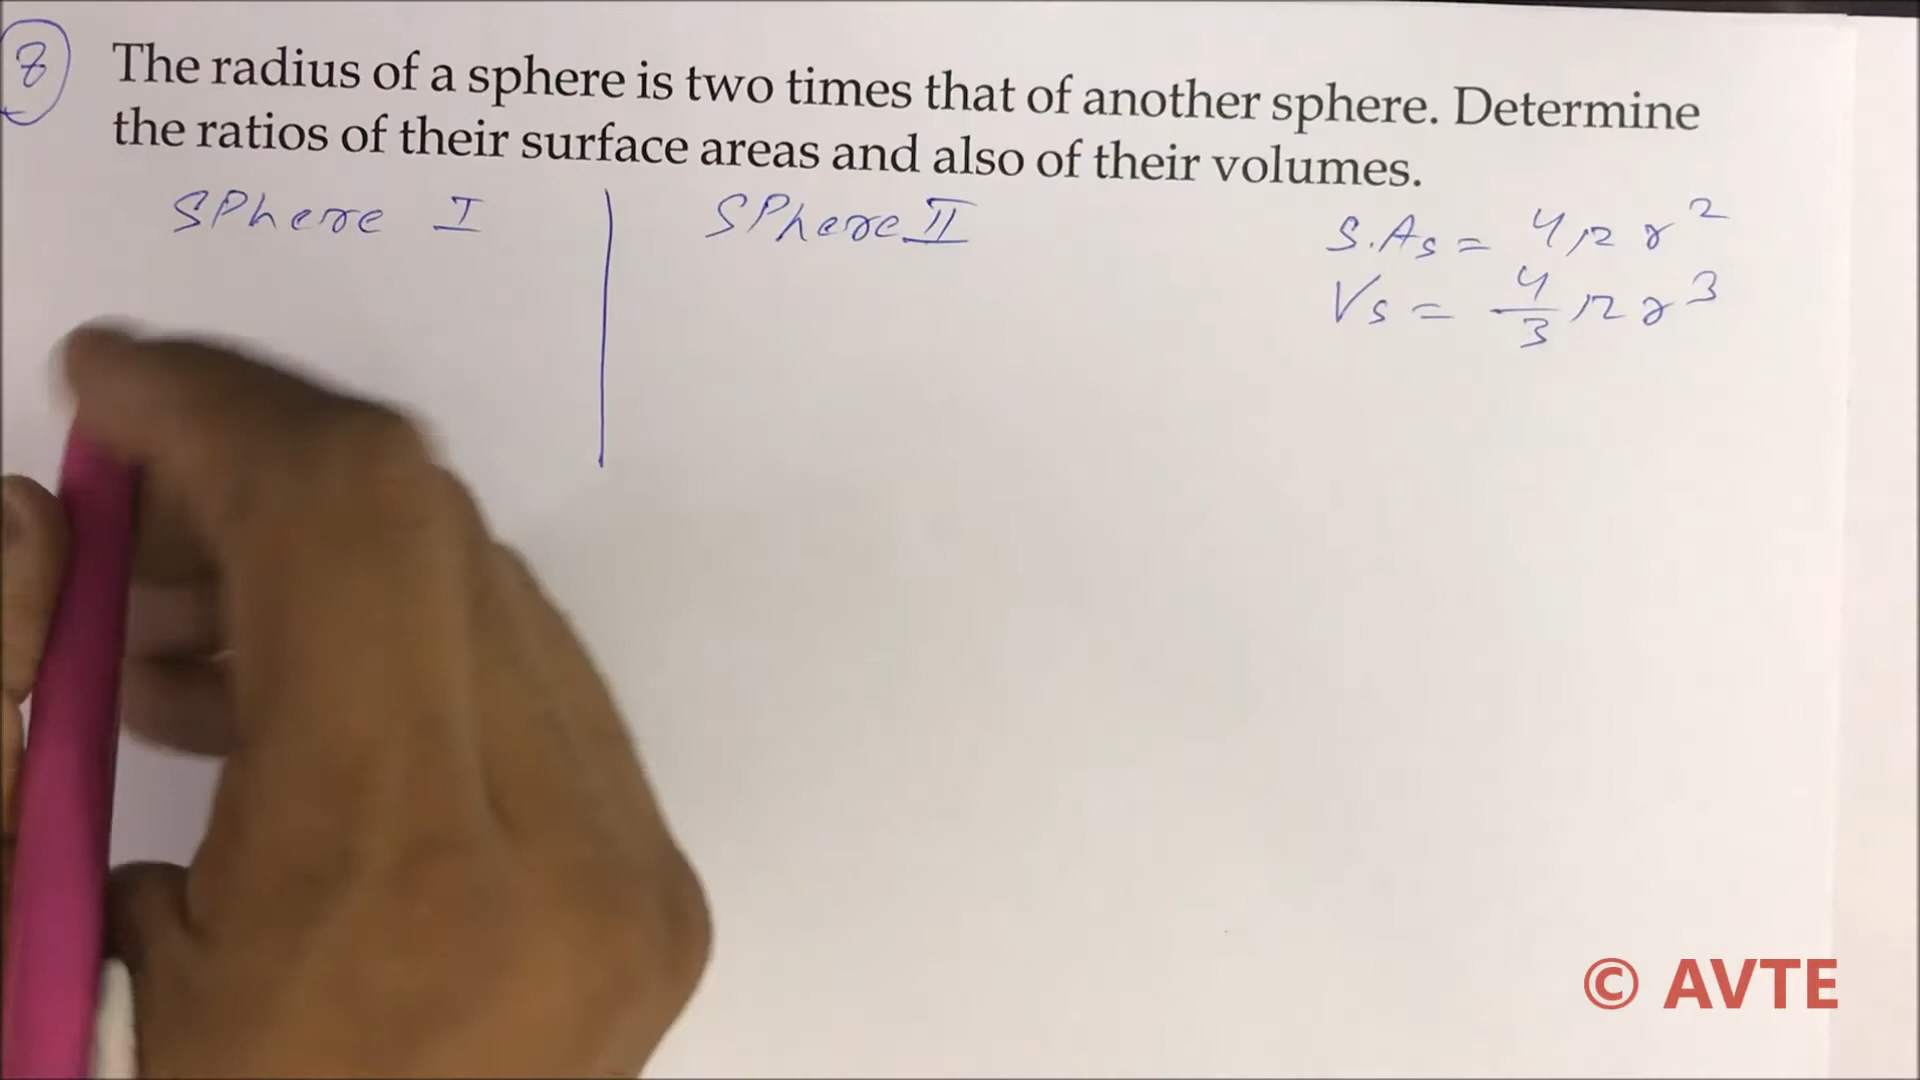 8
The radius of a sphere is two times that of another sphere. Determine
the ratios of their surface areas and also of their volumes.
SPhere I
SPhere II
S.As = 4πr²
Vs = 4/3 πr³
© AVTE